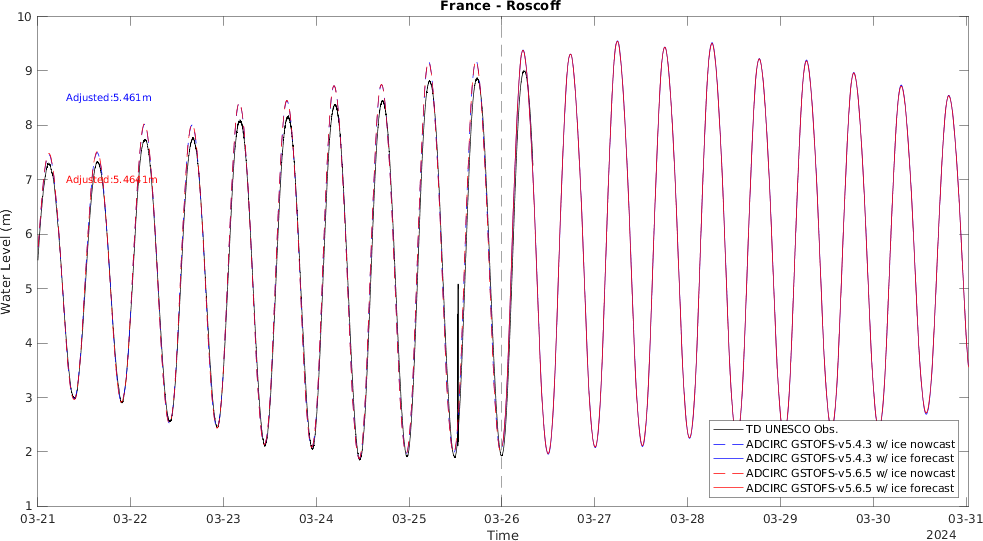 France - Roscoff
10
9
8
7
6
5
4
3
2
1
Water Level (m)
Adjusted:5.461m
Adjusted:5.4641m
TD UNESCO Obs.
ADCIRC GSTOFS-v5.4.3 w/ ice nowcast
ADCIRC GSTOFS-v5.4.3 w/ ice forecast
ADCIRC GSTOFS-v5.6.5 w/ ice nowcast
ADCIRC GSTOFS-v5.6.5 w/ ice forecast
03-21 03-22 03-23 03-24 03-25 03-26 03-27 03-28 03-29 03-30 03-31
Time
2024